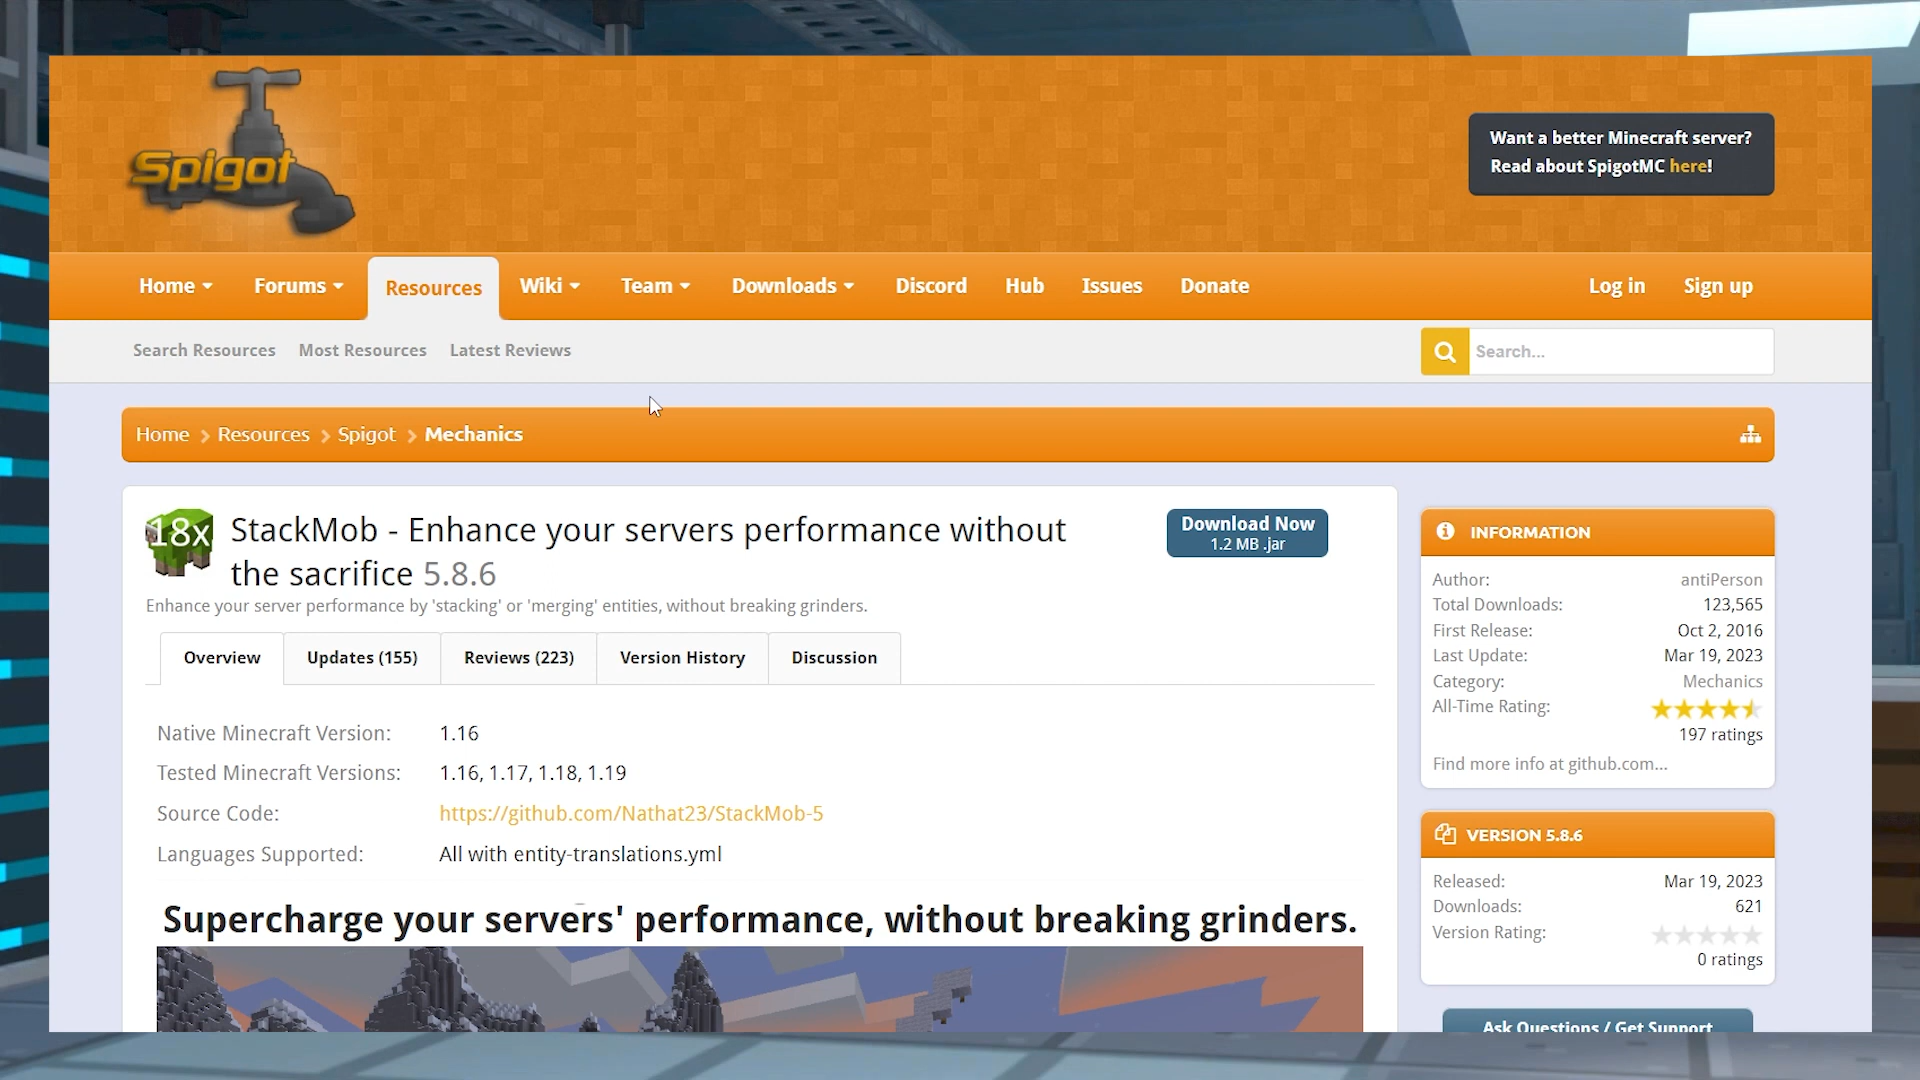 Spigot
Want a better Minecraft server?
Read about SpigotMC here!
Home Forums Resources Wiki Team Downloads Discord Hub Issues Donate Log in Sign up
Search Resources Most Resources Latest Reviews
Search...
Home Resources Spigot Mechanics
18x
StackMob - Enhance your servers performance without
the sacrifice 5.8.6
Enhance your server performance by 'stacking' or 'merging' entities, without breaking grinders.
Download Now
1.2 MB .jar
Overview Updates (155) Reviews (223) Version History Discussion
Native Minecraft Version: 1.16
Tested Minecraft Versions: 1.16, 1.17, 1.18, 1.19
Source Code: https://github.com/Nathat23/StackMob-5
Languages Supported: All with entity-translations.yml
Supercharge your servers' performance, without breaking grinders.
INFORMATION
Author: antiPerson
Total Downloads: 123,565
First Release: Oct 2, 2016
Last Update: Mar 19, 2023
Category: Mechanics
All-Time Rating:
197 ratings
Find more info at github.com...
VERSION 5.8.6
Released: Mar 19, 2023
Downloads: 621
Version Rating:
0 ratings
Ask Questions / Get Support